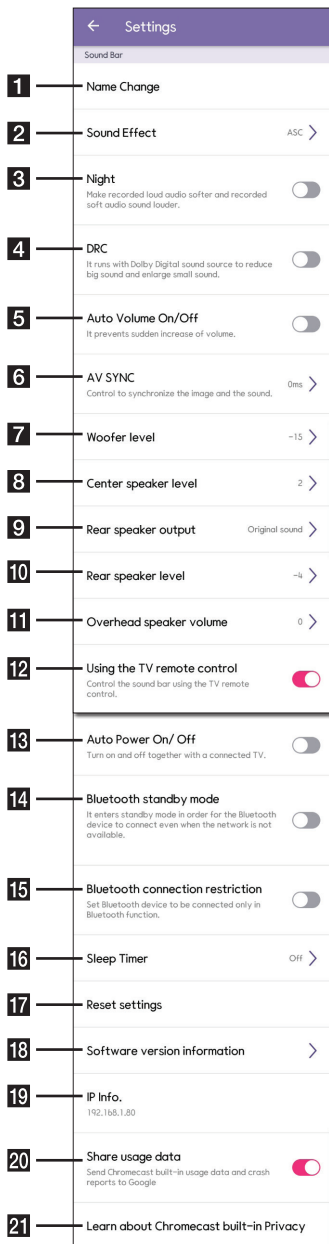 ← Settings
Sound Bar
1 Name Change
2 Sound Effect ASC >
3 Night
Make recorded loud audio softer and recorded
soft audio sound louder.
4 DRC
It runs with Dolby Digital sound source to reduce
big sound and enlarge small sound.
5 Auto Volume On/Off
It prevents sudden increase of volume.
6 AV SYNC 0ms >
Control to synchronize the image and the sound.
7 Woofer level -15 >
8 Center speaker level 2 >
9 Rear speaker output Original sound >
10 Rear speaker level -4 >
11 Overhead speaker volume 0 >
12 Using the TV remote control
Control the sound bar using the TV remote
control.
13 Auto Power On/ Off
Turn on and off together with a connected TV.
14 Bluetooth standby mode
It enters standby mode in order for the Bluetooth
device to connect even when the network is not
available.
15 Bluetooth connection restriction
Set Bluetooth device to be connected only in
Bluetooth function.
16 Sleep Timer Off >
17 Reset settings
18 Software version information >
19 IP Info.
192.168.1.80
20 Share usage data
Send Chromecast built-in usage data and crash
reports to Google
21 Learn about Chromecast built-in Privacy